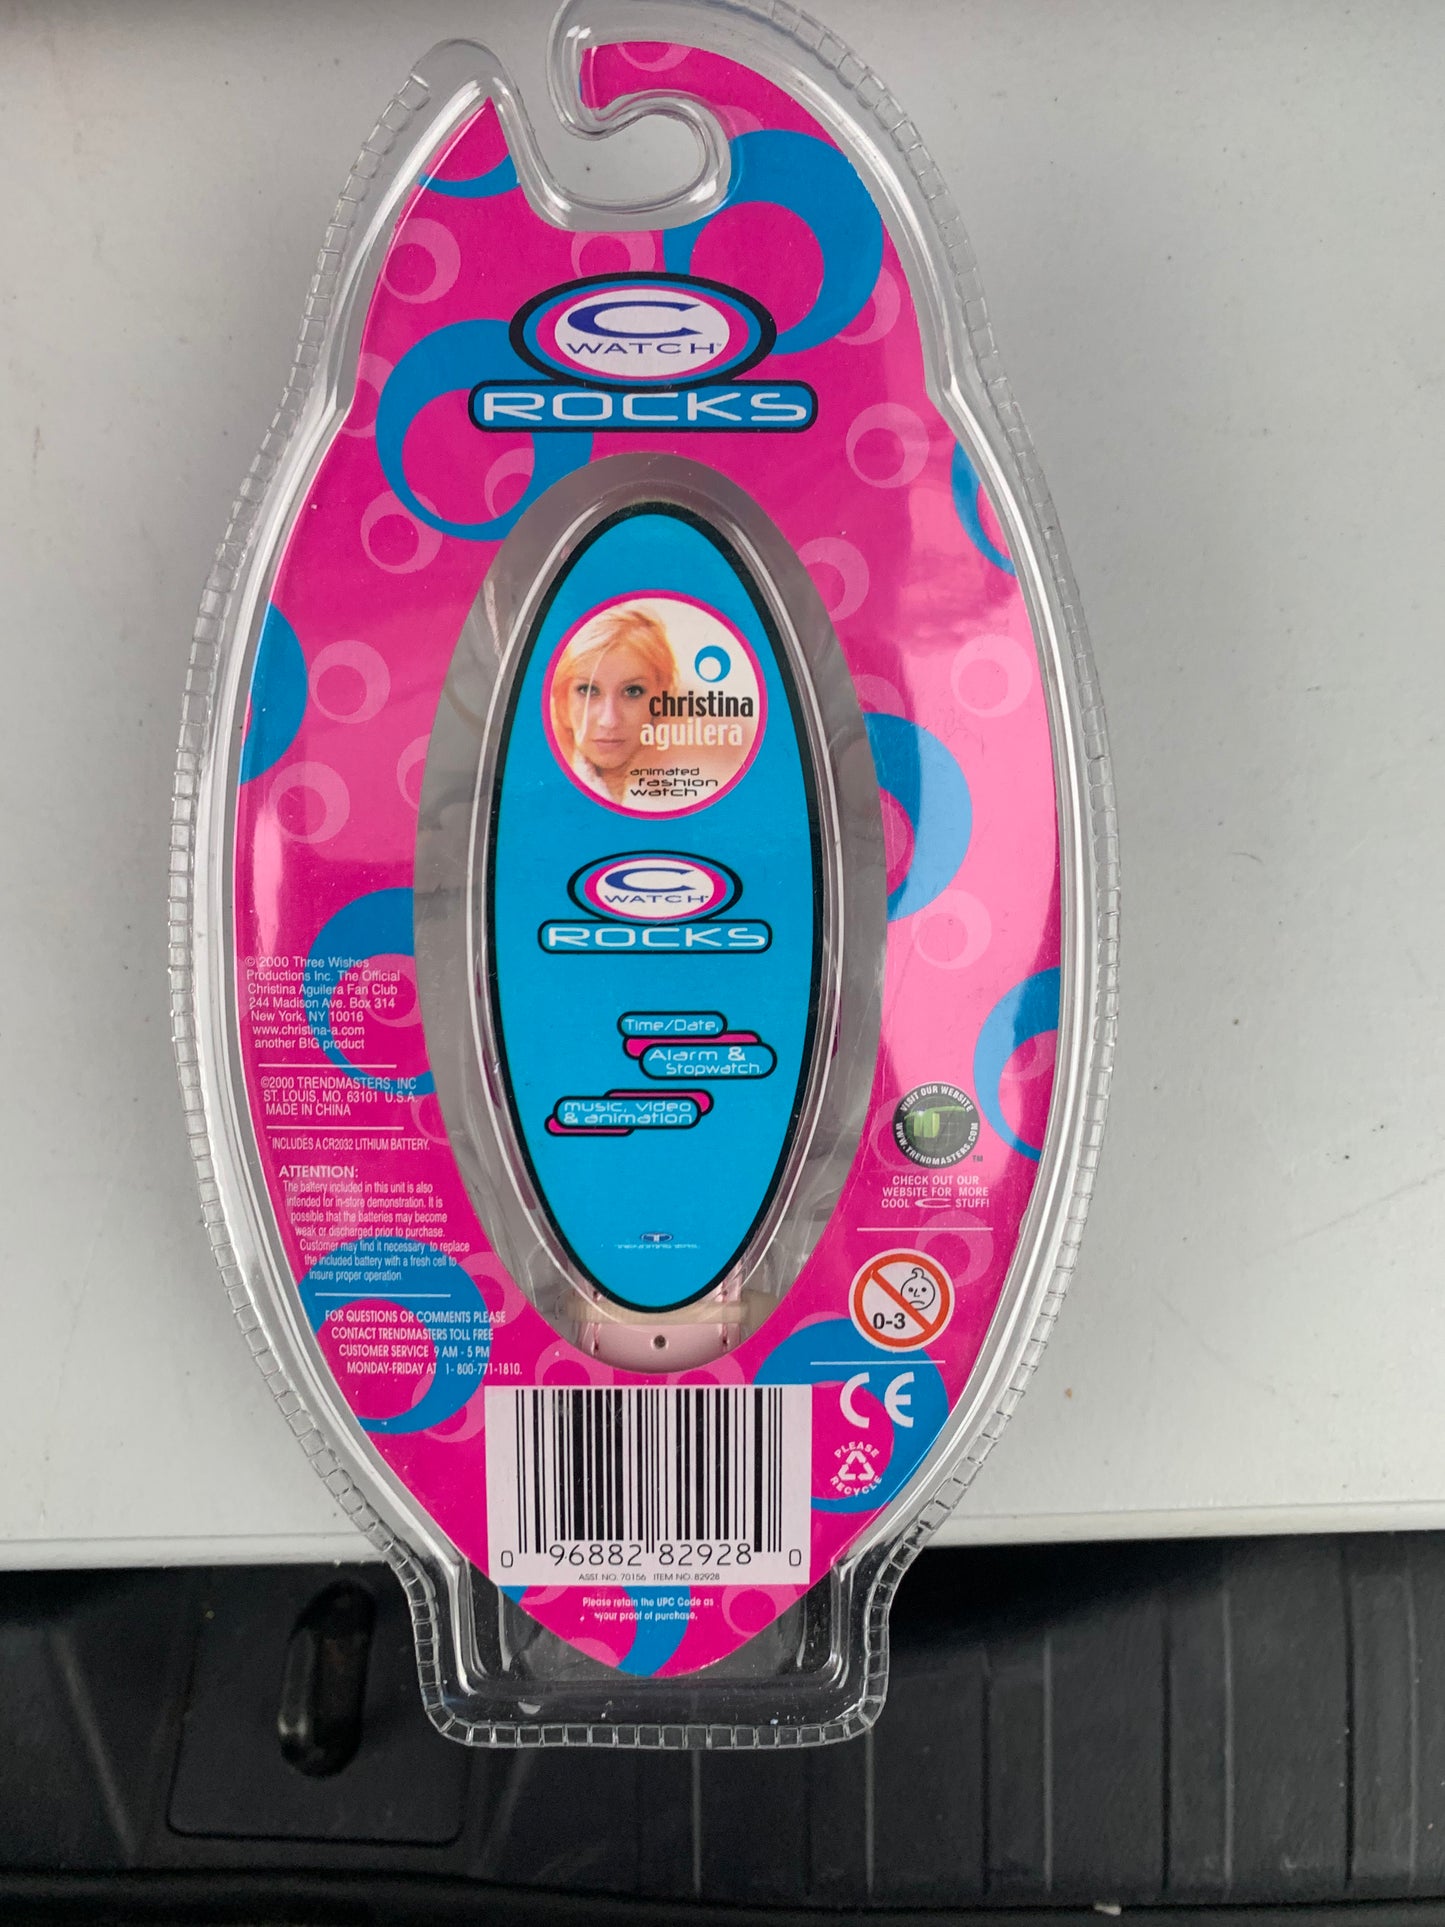 C
WATCH
ROCKS
christina
aguilera
animated
fashion
watch
C
WATCH
ROCKS
Time/Date,
Alarm &
Stopwatch,
music, video
& animation
© 2000 Three Wishes
Productions Inc. The Official
Christina Aguilera Fan Club
244 Madison Ave. Box 314
New York, NY 10016
www.christina-a.com
another B!G product
©2000 TRENDMASTERS, INC
ST. LOUIS, MO. 63101 U.S.A.
MADE IN CHINA
INCLUDES A CR2032 LITHIUM BATTERY.
ATTENTION:
The battery included in this unit is also
intended for in-store demonstration. It is
possible that the batteries may become
weak or discharged prior to purchase.
Customer may find it necessary to replace
the included battery with a fresh cell to
insure proper operation.
FOR QUESTIONS OR COMMENTS PLEASE
CONTACT TRENDMASTERS TOLL FREE
CUSTOMER SERVICE 9 AM - 5 PM
MONDAY-FRIDAY AT 1-800-771-1810.
VISIT OUR WEBSITE
WWW.TRENDMASTERS.COM
TM
CHECK OUT OUR
WEBSITE FOR MORE
COOL C STUFF!
0-3
CE
PLEASE
RECYCLE
0 96882 82928 0
ASST. NO. 70156 ITEM NO. 82928
Please retain the UPC Code as
your proof of purchase.